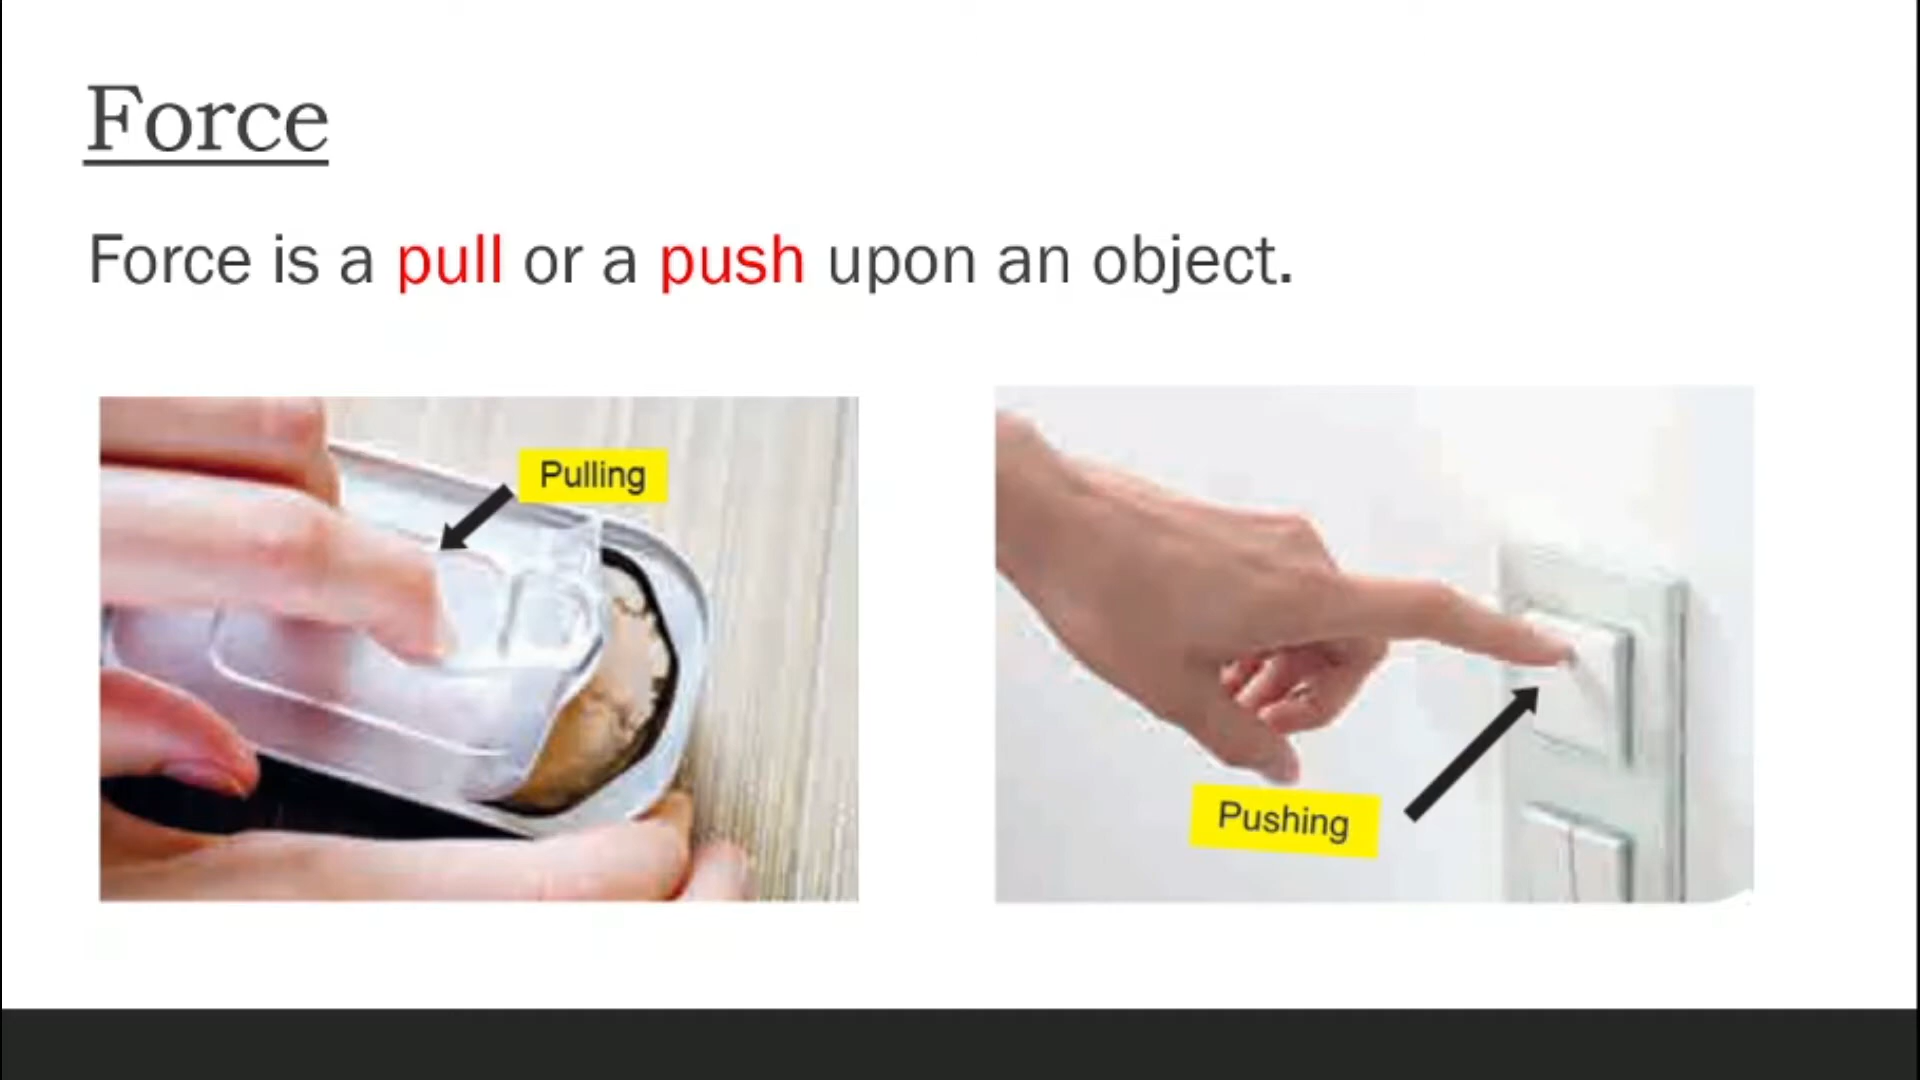 Force
Force is a pull or a push upon an object.
Pulling
Pushing